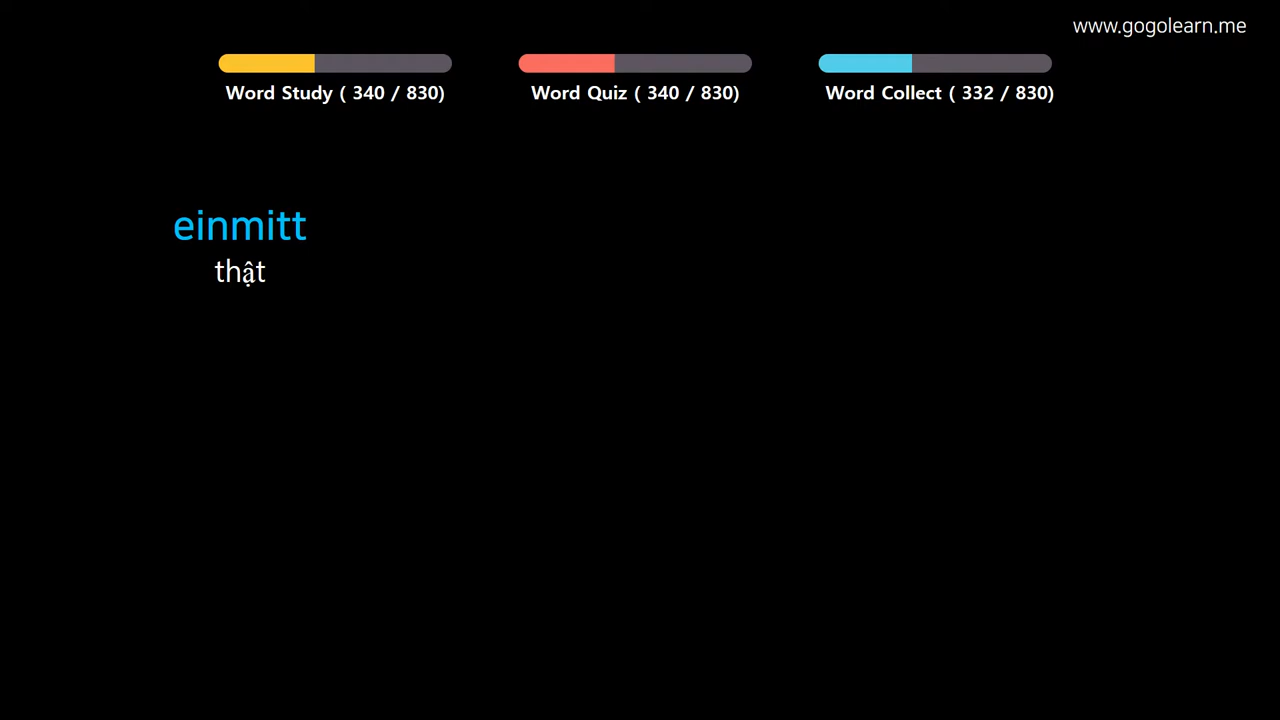 www.gogolearn.me
Word Study ( 340 / 830)
Word Quiz ( 340 / 830)
Word Collect ( 332 / 830)
einmitt
thật